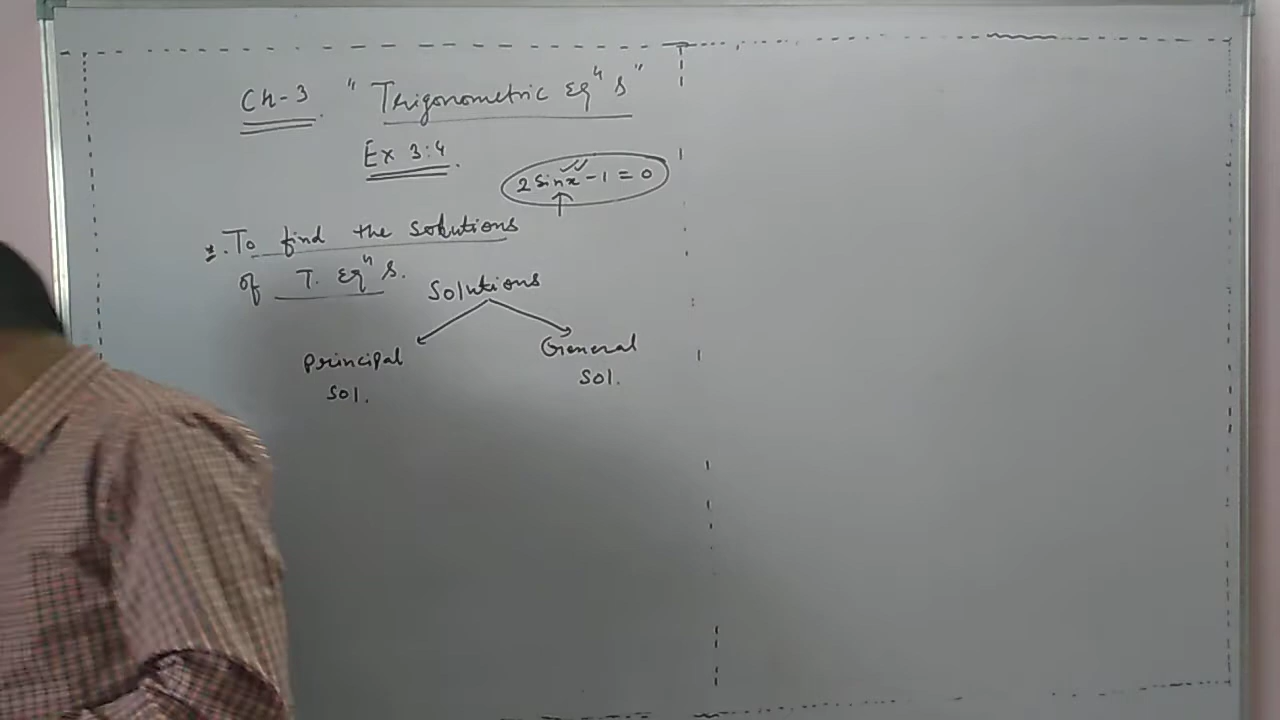 Ch-3 " Trigonometric Eqⁿs "
Ex 3.4.
2 sinx - 1 = 0
*. To find the solutions
of T. Eqⁿs.
Solutions
Principal
Sol.
General
Sol.